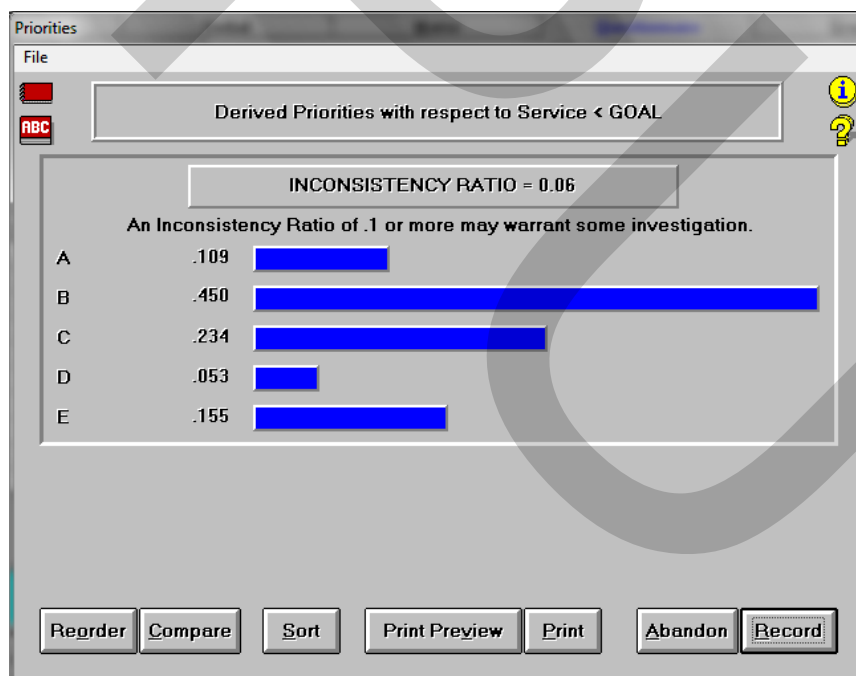 Priorities
File
ABC
i
?
Derived Priorities with respect to Service < GOAL
INCONSISTENCY RATIO = 0.06
An Inconsistency Ratio of .1 or more may warrant some investigation.
A .109
B .450
C .234
D .053
E .155
Reorder Compare Sort Print Preview Print Abandon Record